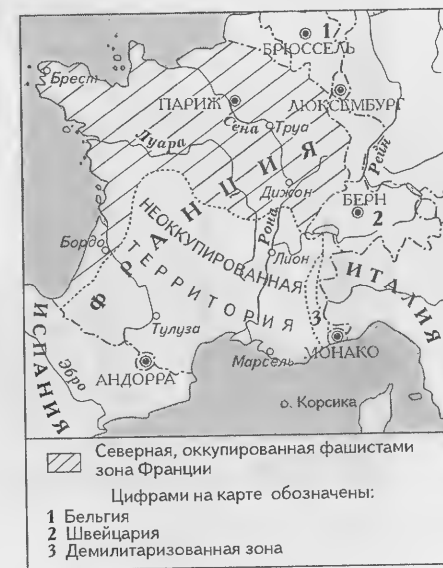 1
БРЮССЕЛЬ
Брест
ПАРИЖ
ЛЮКСЕМБУРГ
Сена
Труа
Рейн
Луара
ФРАНЦИЯ
Дижон
БЕРН
2
НЕОККУПИРОВАННАЯ
ТЕРРИТОРИЯ
Рона
Бордо
Лион
ИТАЛИЯ
ИСПАНИЯ
3
Тулуза
Марсель
МОНАКО
Эбро
АНДОРРА
о. Корсика
Северная, оккупированная фашистами
зона Франции
Цифрами на карте обозначены:
1 Бельгия
2 Швейцария
3 Демилитаризованная зона